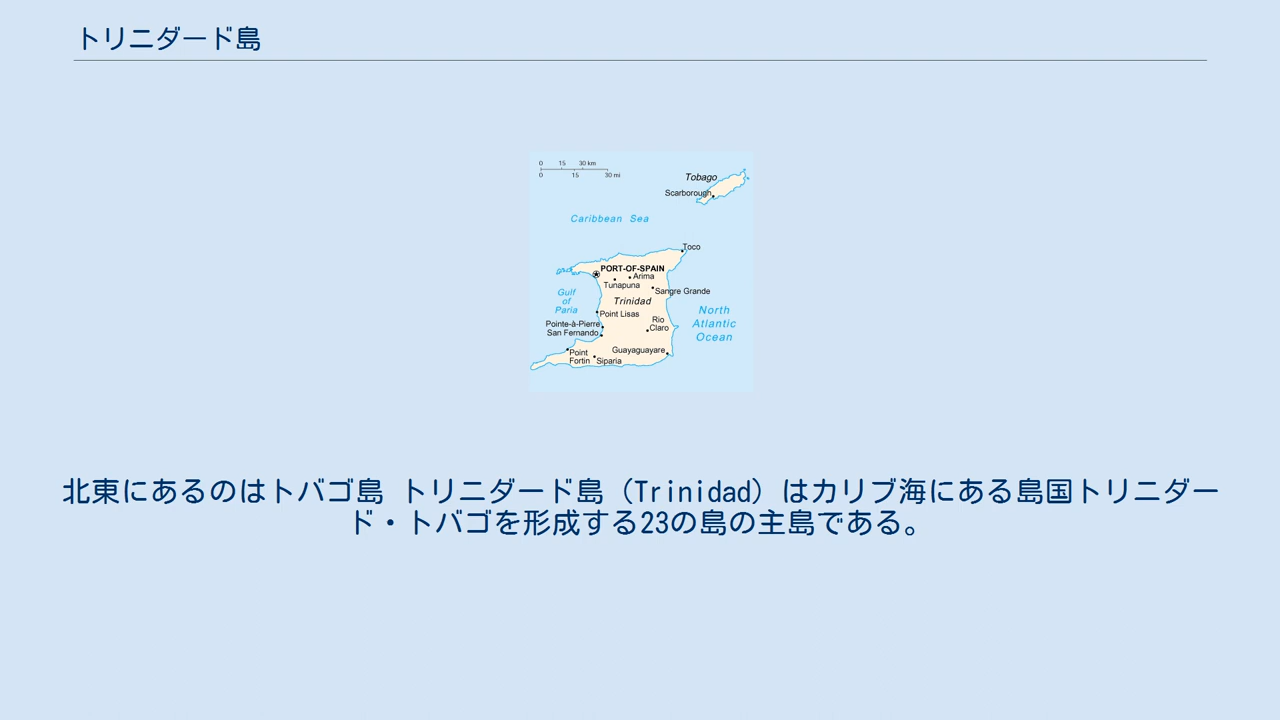 トリニダード島
0 15 30 km
0 15 30 mi
Tobago
Scarborough
Caribbean Sea
Toco
PORT-OF-SPAIN
Arima
Tunapuna
Sangre Grande
Gulf
of
Paria
Trinidad
Point Lisas
North
Atlantic
Ocean
Pointe-à-Pierre
San Fernando
Rio
Claro
Guayaguayare
Point
Fortin
Siparia
北東にあるのはトバゴ島 トリニダード島（Trinidad）はカリブ海にある島国トリニダー
ド・トバゴを形成する23の島の主島である。